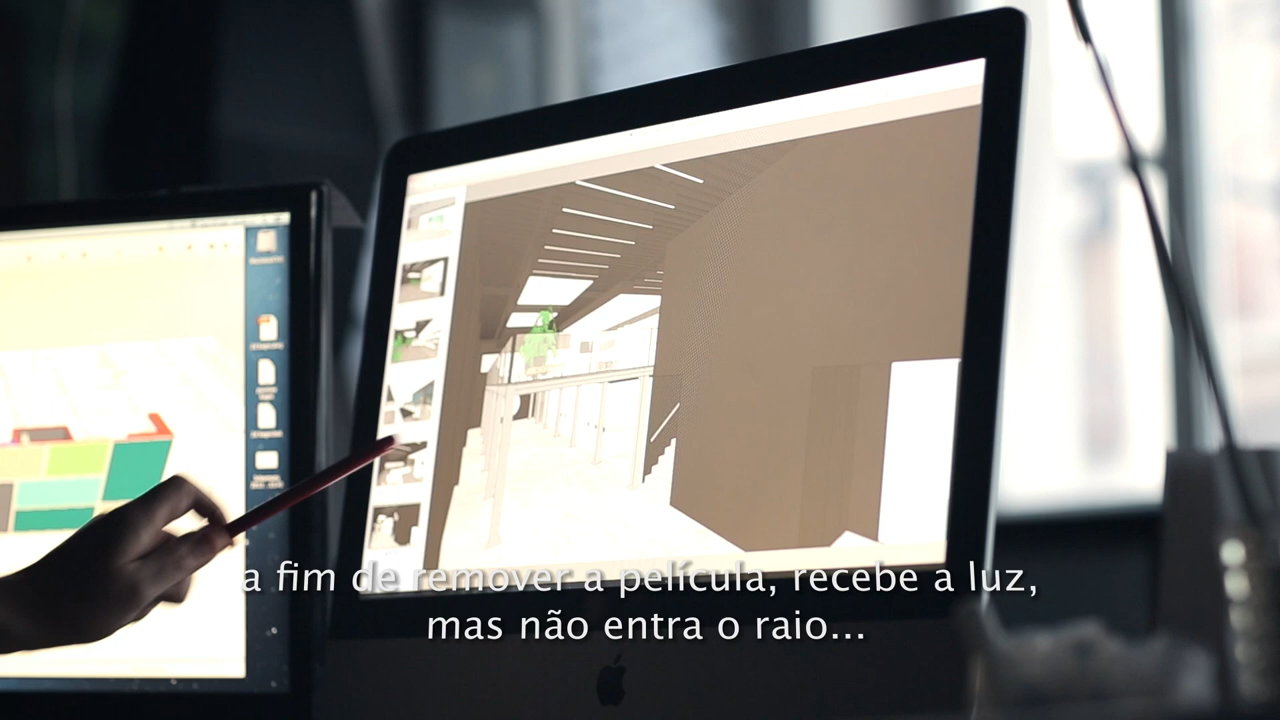 a fim de remover a película, recebe a luz,
mas não entra o raio...